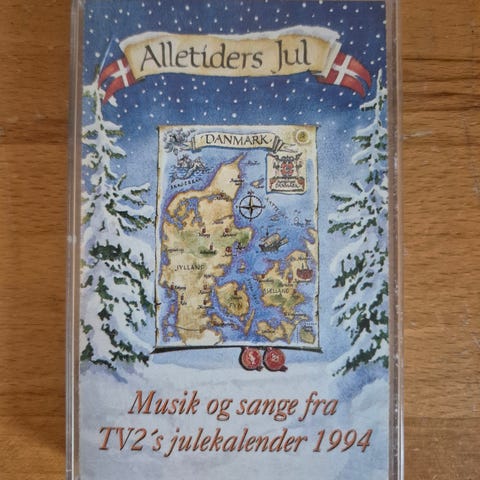 Alletiders Jul
DANMARK
JYLLAND
Musik og sange fra
TV2´s julekalender 1994